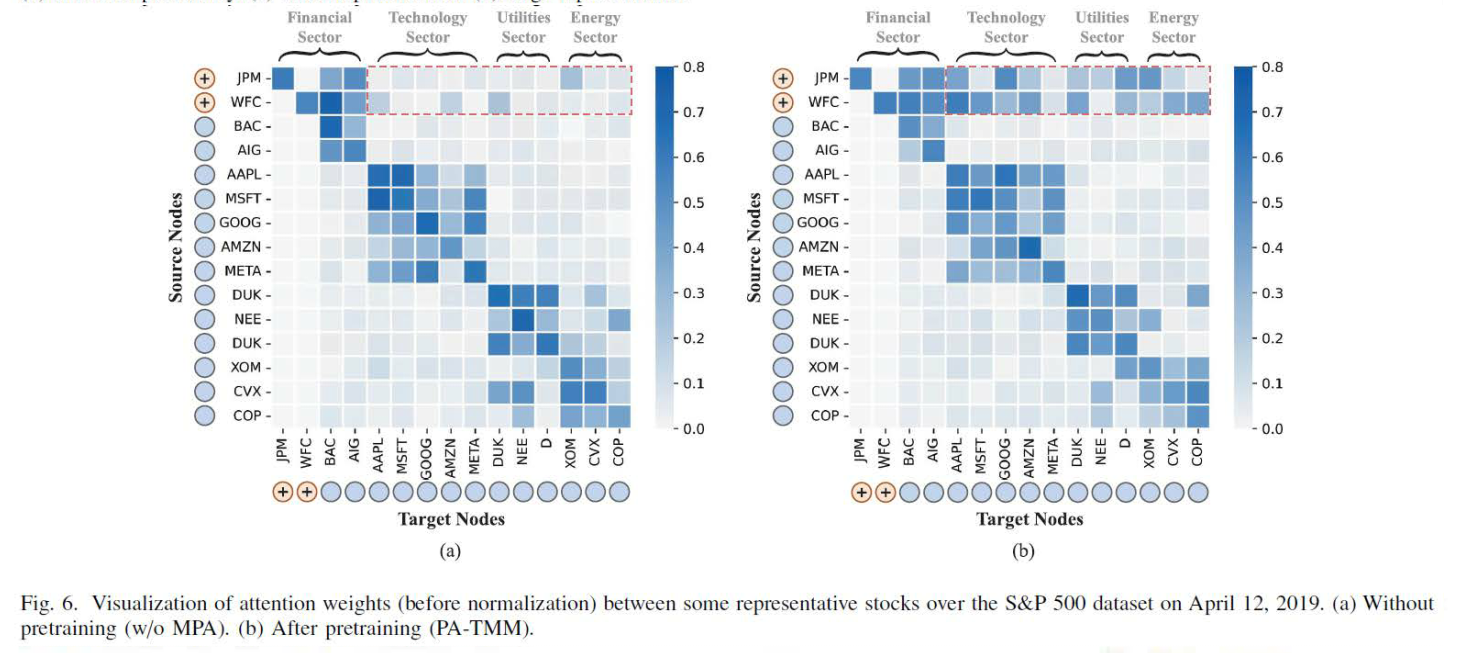 Financial Sector Technology Sector Utilities Sector Energy Sector
JPM
WFC
BAC
AIG
AAPL
MSFT
GOOG
AMZN
META
DUK
NEE
DUK
XOM
CVX
COP
Source Nodes
0.8
0.7
0.6
0.5
0.4
0.3
0.2
0.1
0.0
JPM WFC BAC AIG AAPL MSFT GOOG AMZN META DUK NEE D XOM CVX COP
+ +
Target Nodes
(a)
Financial Sector Technology Sector Utilities Sector Energy Sector
JPM
WFC
BAC
AIG
AAPL
MSFT
GOOG
AMZN
META
DUK
NEE
DUK
XOM
CVX
COP
Source Nodes
0.8
0.7
0.6
0.5
0.4
0.3
0.2
0.1
0.0
JPM WFC BAC AIG AAPL MSFT GOOG AMZN META DUK NEE D XOM CVX COP
+ +
Target Nodes
(b)
Fig. 6. Visualization of attention weights (before normalization) between some representative stocks over the S&P 500 dataset on April 12, 2019. (a) Without
pretraining (w/o MPA). (b) After pretraining (PA-TMM).